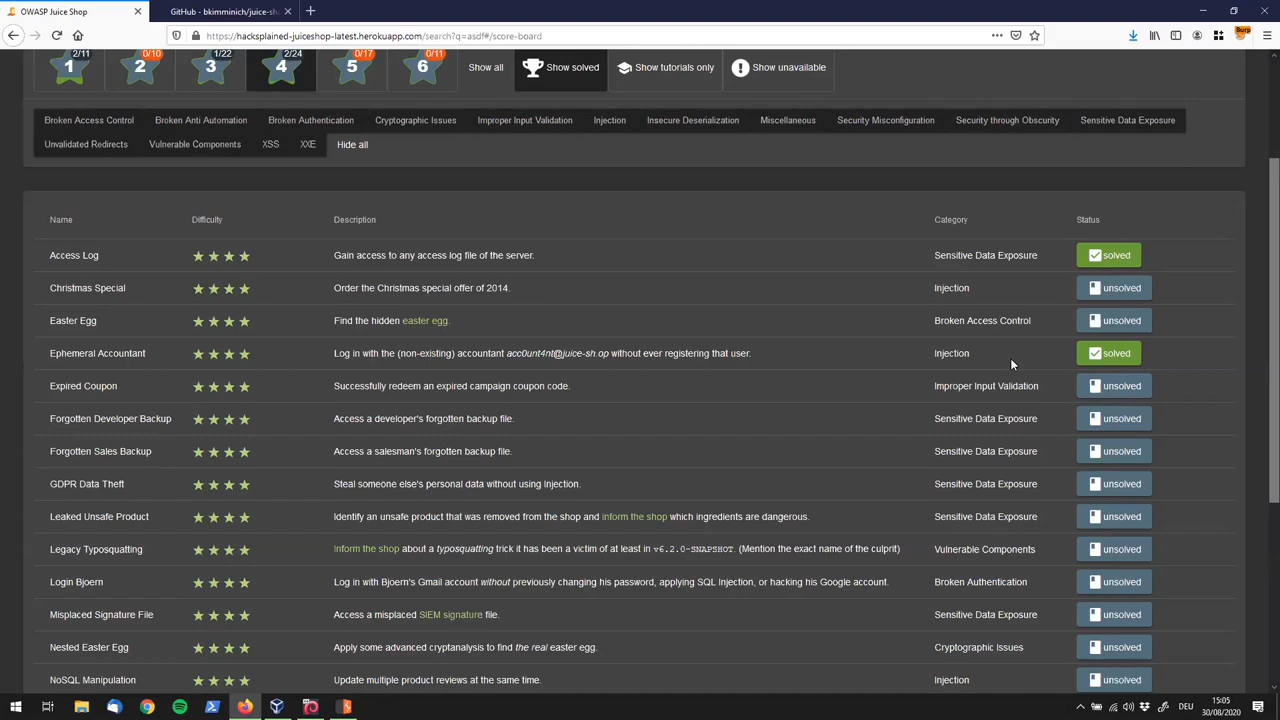 OWASP Juice Shop
GitHub - bkimminich/juice-sh
https://hacksplained-juiceshop-latest.herokuapp.com/search?q=asdf#/score-board
Burp
2/11 0/10 1/22 2/24 0/17 0/11
1 2 3 4 5 6 Show all Show solved Show tutorials only Show unavailable
Broken Access Control Broken Anti Automation Broken Authentication Cryptographic Issues Improper Input Validation Injection Insecure Deserialization Miscellaneous Security Misconfiguration Security through Obscurity Sensitive Data Exposure
Unvalidated Redirects Vulnerable Components XSS XXE Hide all
Name Difficulty Description Category Status
Access Log Gain access to any access log file of the server. Sensitive Data Exposure solved
Christmas Special Order the Christmas special offer of 2014. Injection unsolved
Easter Egg Find the hidden easter egg. Broken Access Control unsolved
Ephemeral Accountant Log in with the (non-existing) accountant acc0unt4nt@juice-sh.op without ever registering that user. Injection solved
Expired Coupon Successfully redeem an expired campaign coupon code. Improper Input Validation unsolved
Forgotten Developer Backup Access a developer's forgotten backup file. Sensitive Data Exposure unsolved
Forgotten Sales Backup Access a salesman's forgotten backup file. Sensitive Data Exposure unsolved
GDPR Data Theft Steal someone else's personal data without using Injection. Sensitive Data Exposure unsolved
Leaked Unsafe Product Identify an unsafe product that was removed from the shop and inform the shop which ingredients are dangerous. Sensitive Data Exposure unsolved
Legacy Typosquatting Inform the shop about a typosquatting trick it has been a victim of at least in v6.2.0-SNAPSHOT. (Mention the exact name of the culprit) Vulnerable Components unsolved
Login Bjoern Log in with Bjoern's Gmail account without previously changing his password, applying SQL Injection, or hacking his Google account. Broken Authentication unsolved
Misplaced Signature File Access a misplaced SIEM signature file. Sensitive Data Exposure unsolved
Nested Easter Egg Apply some advanced cryptanalysis to find the real easter egg. Cryptographic Issues unsolved
NoSQL Manipulation Update multiple product reviews at the same time. Injection unsolved
DEU 15:05
30/08/2020